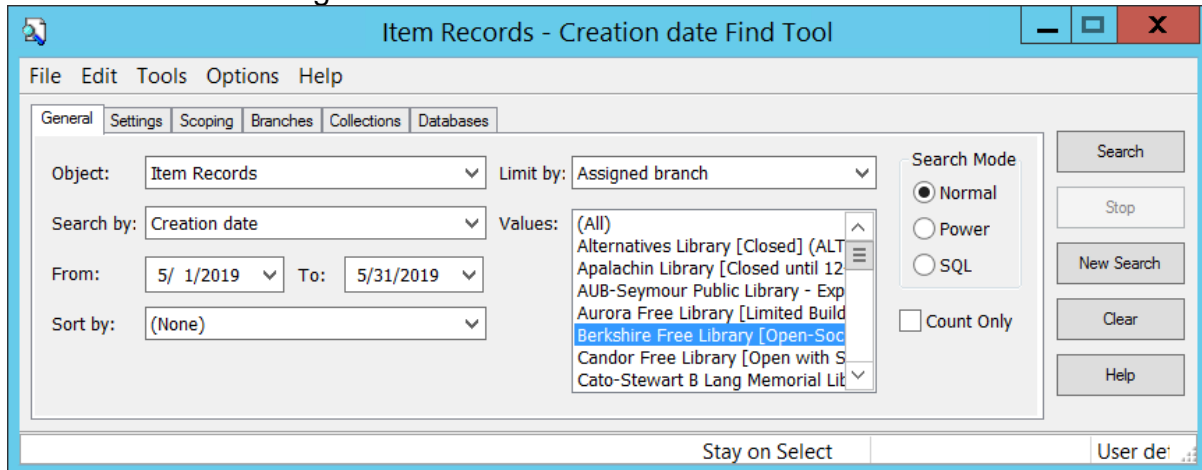 Item Records - Creation date Find Tool
File Edit Tools Options Help
General Settings Scoping Branches Collections Databases
Object: Item Records Limit by: Assigned branch Search Mode Search
Normal
Search by: Creation date Values: (All) Power Stop
Alternatives Library [Closed] (ALT
From: 5/ 1/2019 To: 5/31/2019 Apalachin Library [Closed until 12- SQL New Search
AUB-Seymour Public Library - Exp
Sort by: (None) Aurora Free Library [Limited Build Count Only Clear
Berkshire Free Library [Open-Soc
Candor Free Library [Open with S
Cato-Stewart B Lang Memorial Lib Help
Stay on Select User def